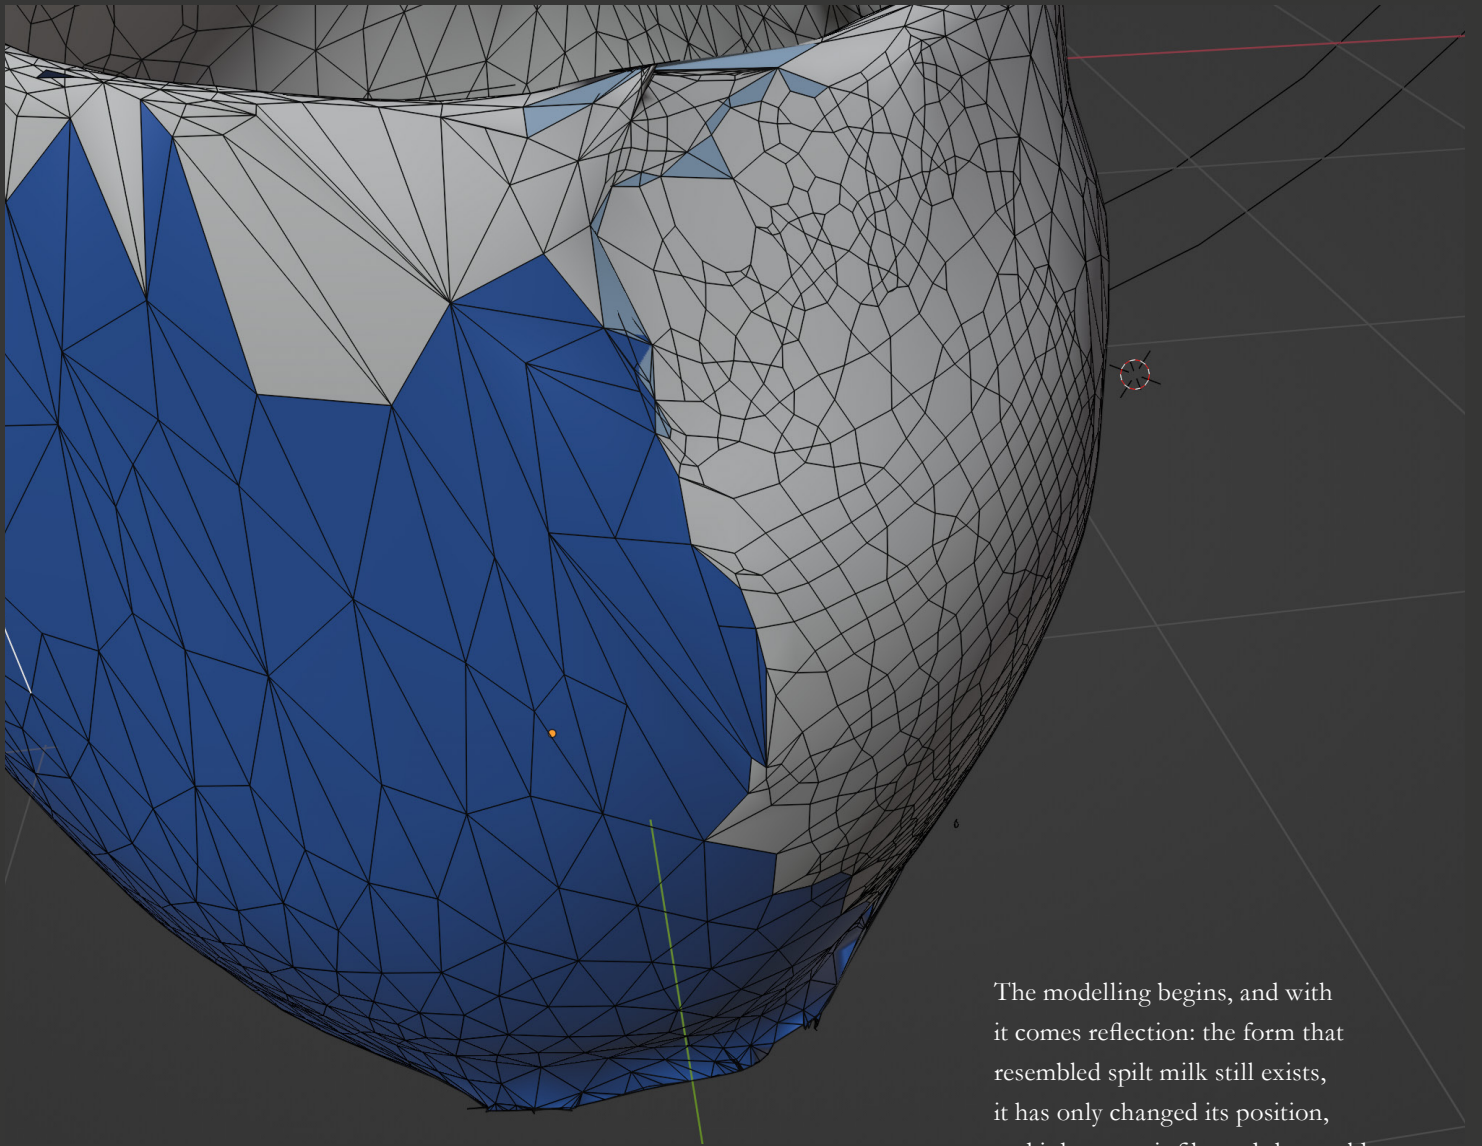 The modelling begins, and with
it comes reflection: the form that
resembled spilt milk still exists,
it has only changed its position,